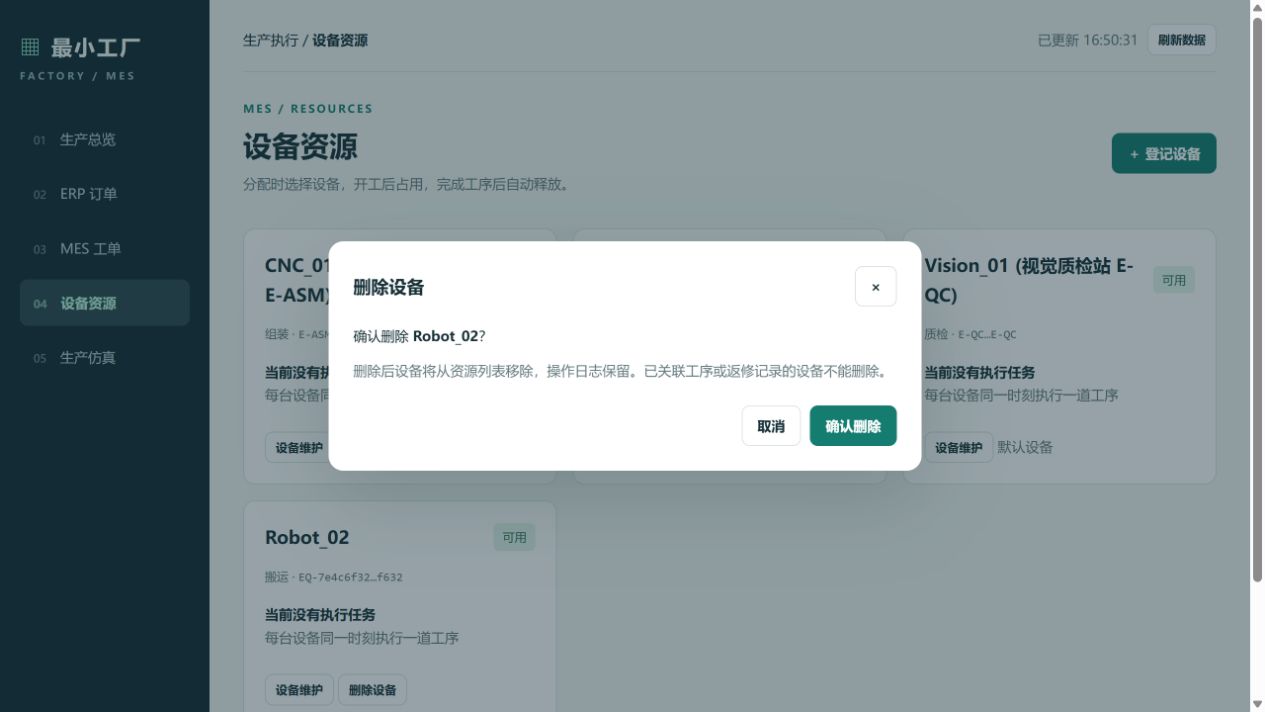 最小工厂
FACTORY / MES
01 生产总览
02 ERP 订单
03 MES 工单
04 设备资源
05 生产仿真
生产执行 / 设备资源
已更新 16:50:31
刷新数据
MES / RESOURCES
设备资源
分配时选择设备，开工后占用，完成工序后自动释放。
+ 登记设备
CNC_01
E-ASM)
组装 · E-ASM
当前没有执
每台设备同
设备维护
删除设备
×
确认删除 Robot_02?
删除后设备将从资源列表移除，操作日志保留。已关联工序或返修记录的设备不能删除。
取消
确认删除
Vision_01 (视觉质检站 E-
QC)
可用
质检 · E-QC…E-QC
当前没有执行任务
每台设备同一时刻执行一道工序
设备维护 默认设备
Robot_02
可用
搬运 · EQ-7e4c6f32…f632
当前没有执行任务
每台设备同一时刻执行一道工序
设备维护 删除设备